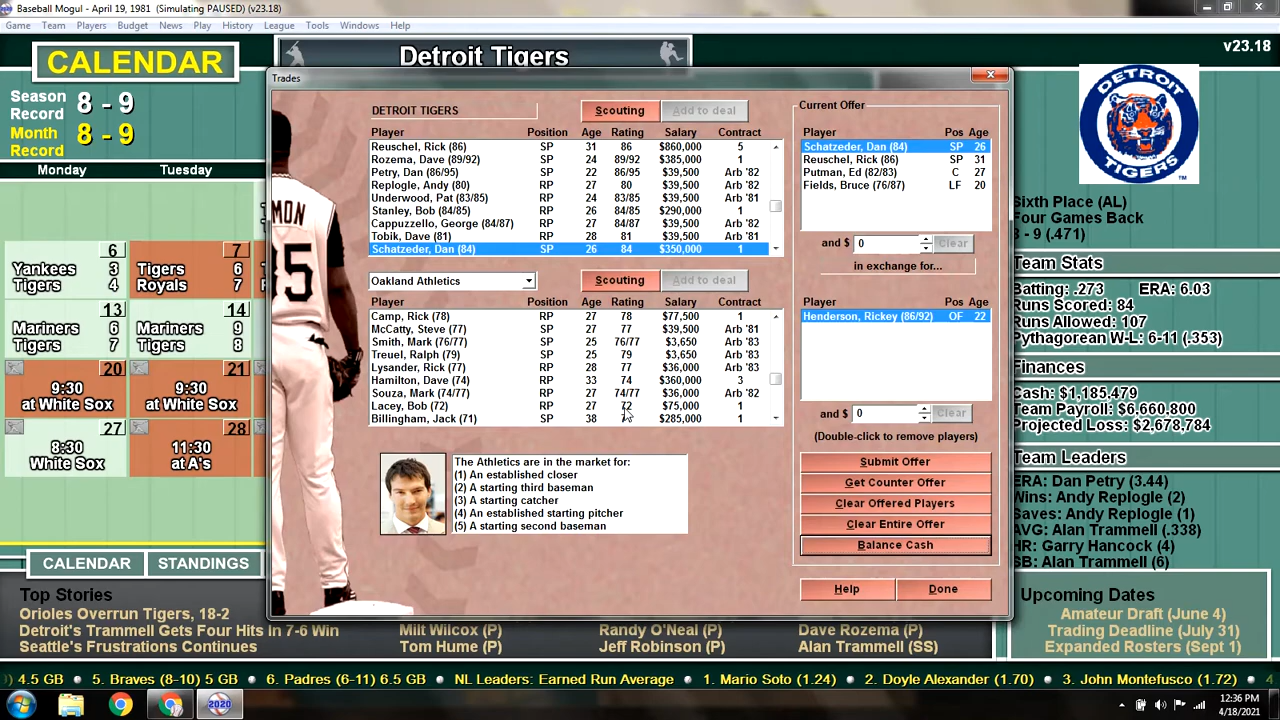 Baseball Mogul - April 19, 1981 (Simulating PAUSED) (v23.18)
Game Team Players Budget News Play History League Tools Windows Help
CALENDAR
Detroit Tigers
v23.18
Season Record 8 - 9
Month Record 8 - 9
Monday Tuesday
6 Yankees 3 Tigers 4
7 Tigers 6 Royals 7
13 Mariners 6 Tigers 7
14 Mariners 9 Tigers 8
20 9:30 at White Sox
21 9:30 at White Sox
27 8:30 White Sox
28 11:30 at A's
CALENDAR STANDINGS
Trades
DETROIT TIGERS
Scouting Add to deal
Player Position Age Rating Salary Contract
Reuschel, Rick (86) SP 31 86 $860,000 5
Rozema, Dave (89/92) SP 24 89/92 $385,000 1
Petry, Dan (86/95) SP 22 86/95 $39,500 1
Replogle, Andy (80) RP 27 80 $39,500 1
Underwood, Pat (83/85) SP 24 83/85 $39,500 Arb '81
Stanley, Bob (84/85) RP 26 84/85 $290,000 1
Cappuzzello, George (84/87) RP 27 84/87 $39,500 Arb '82
Tobik, Dave (81) RP 28 81 $39,500 Arb '81
Schatzeder, Dan (84) SP 26 84 $350,000 1
Oakland Athletics
Scouting Add to deal
Player Position Age Rating Salary Contract
Camp, Rick (78) RP 27 78 $77,500 1
McCatty, Steve (77) SP 27 77 $39,500 Arb '81
Smith, Mark (76/77) SP 25 76/77 $3,650 Arb '83
Treuel, Ralph (79) RP 25 79 $3,650 Arb '83
Lysander, Rick (77) RP 28 77 $36,000 Arb '83
Hamilton, Dave (74) RP 33 74 $360,000 3
Souza, Mark (74/77) RP 27 74/77 $36,000 Arb '82
Lacey, Bob (72) RP 27 72 $75,000 1
Billingham, Jack (71) SP 38 $285,000 1
The Athletics are in the market for:
(1) An established closer
(2) A starting third baseman
(3) A starting catcher
(4) An established starting pitcher
(5) A starting second baseman
Current Offer
Player Pos Age
Schatzeder, Dan (84) SP 26
Reuschel, Rick (86) SP 31
Putman, Ed (82/83) C 27
Fields, Bruce (76/87) LF 20
and $ 0 Clear
in exchange for...
Player Pos Age
Henderson, Rickey (86/92) OF 22
and $ 0 Clear
(Double-click to remove players)
Submit Offer
Get Counter Offer
Clear Offered Players
Clear Entire Offer
Balance Cash
Help Done
Sixth Place (AL)
Four Games Back
8 - 9 (.471)
Team Stats
Batting: .273 ERA: 6.03
Runs Scored: 84
Runs Allowed: 107
Pythagorean W-L: 6-11 (.353)
Finances
Cash: $1,185,479
Payroll: $6,660,800
Projected Loss: $2,678,784
Team Leaders
ERA: Dan Petry (3.44)
Wins: Andy Replogle (2)
Saves: Andy Replogle (1)
AVG: Alan Trammell (.338)
HR: Garry Hancock (4)
SB: Alan Trammell (6)
Top Stories
Orioles Overrun Tigers, 18-2
Detroit's Trammell Gets Four Hits in 7-6 Win
Seattle's Frustrations Continues
Milt Wilcox (P) Randy O'Neal (P) Dave Rozema (P)
Tom Hume (P) Jeff Robinson (P) Alan Trammell (SS)
Upcoming Dates
Amateur Draft (June 4)
Trading Deadline (July 31)
Expanded Rosters (Sept 1)
) 4.5 GB • 5. Braves (8-10) 5 GB • 6. Padres (6-11) 6.5 GB • NL Leaders: Earned Run Average • 1. Mario Soto (1.24) • 2. Doyle Alexander (1.70) • 3. John Montefusco (1.72) •
2020
12:36 PM
4/18/2021